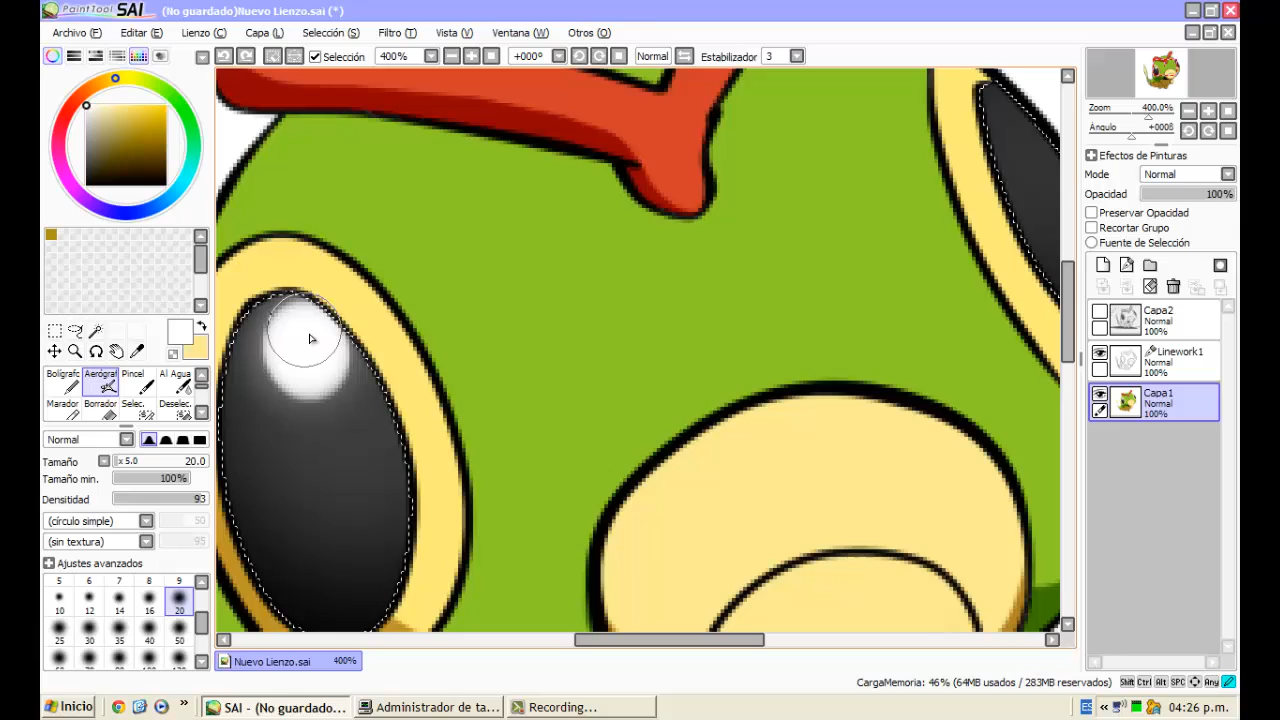 PaintTool SAI (No guardado)Nuevo Lienzo.sai (*)
Archivo (F) Editar (E) Lienzo (C) Capa (L) Selección (S) Filtro (T) Vista (V) Ventana (W) Otros (O)
Selección 400% +000º Normal Estabilizador 3
Zoom 400.0%
Ángulo +0008
Efectos de Pinturas
Mode Normal
Opacidad 100%
Preservar Opacidad
Recortar Grupo
Fuente de Selección
Capa2
Normal
100%
Linework1
Normal
100%
Capa1
Normal
100%
Bolígrafc Aerógraf Pincel Al Agua
Marador Borrador Selec. Deselec.
Normal
Tamaño x 5.0 20.0
Tamaño min. 100%
Densitidad 93
(círculo simple) 50
(sin textura) 95
Ajustes avanzados
5 6 7 8 9
10 12 14 16 20
25 30 35 40 50
Nuevo Lienzo.sai 400%
CargaMemoria: 46% (64MB usados / 283MB reservados)
Shift Ctrl Alt SPC Any
Inicio SAI - (No guardado... Administrador de ta... Recording... ES 04:26 p.m.